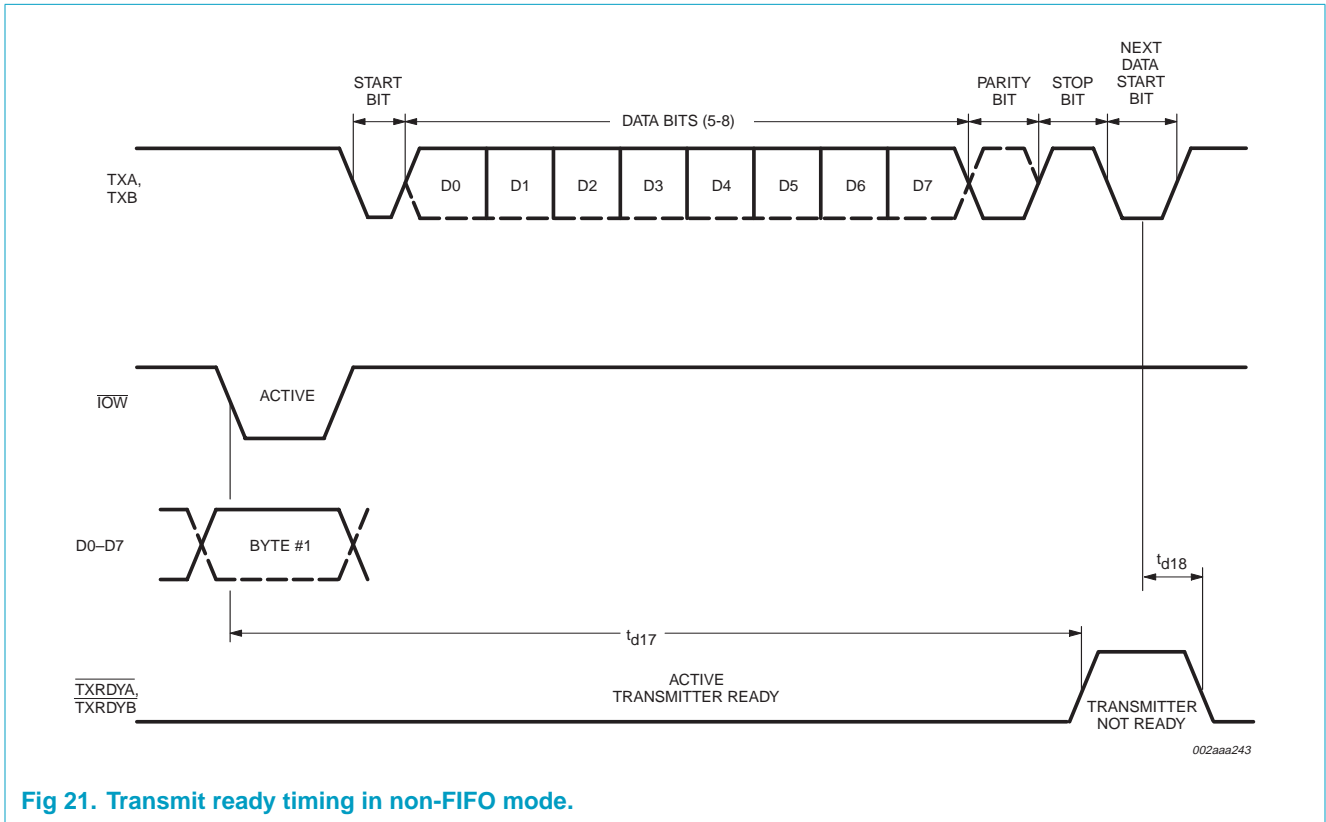 START
BIT
DATA BITS (5-8)
PARITY
BIT
STOP
BIT
NEXT
DATA
START
BIT
TXA,
TXB
D0
D1
D2
D3
D4
D5
D6
D7
IOW
ACTIVE
D0–D7
BYTE #1
td18
td17
TXRDYA,
TXRDYB
ACTIVE
TRANSMITTER READY
TRANSMITTER
NOT READY
002aaa243
Fig 21. Transmit ready timing in non-FIFO mode.